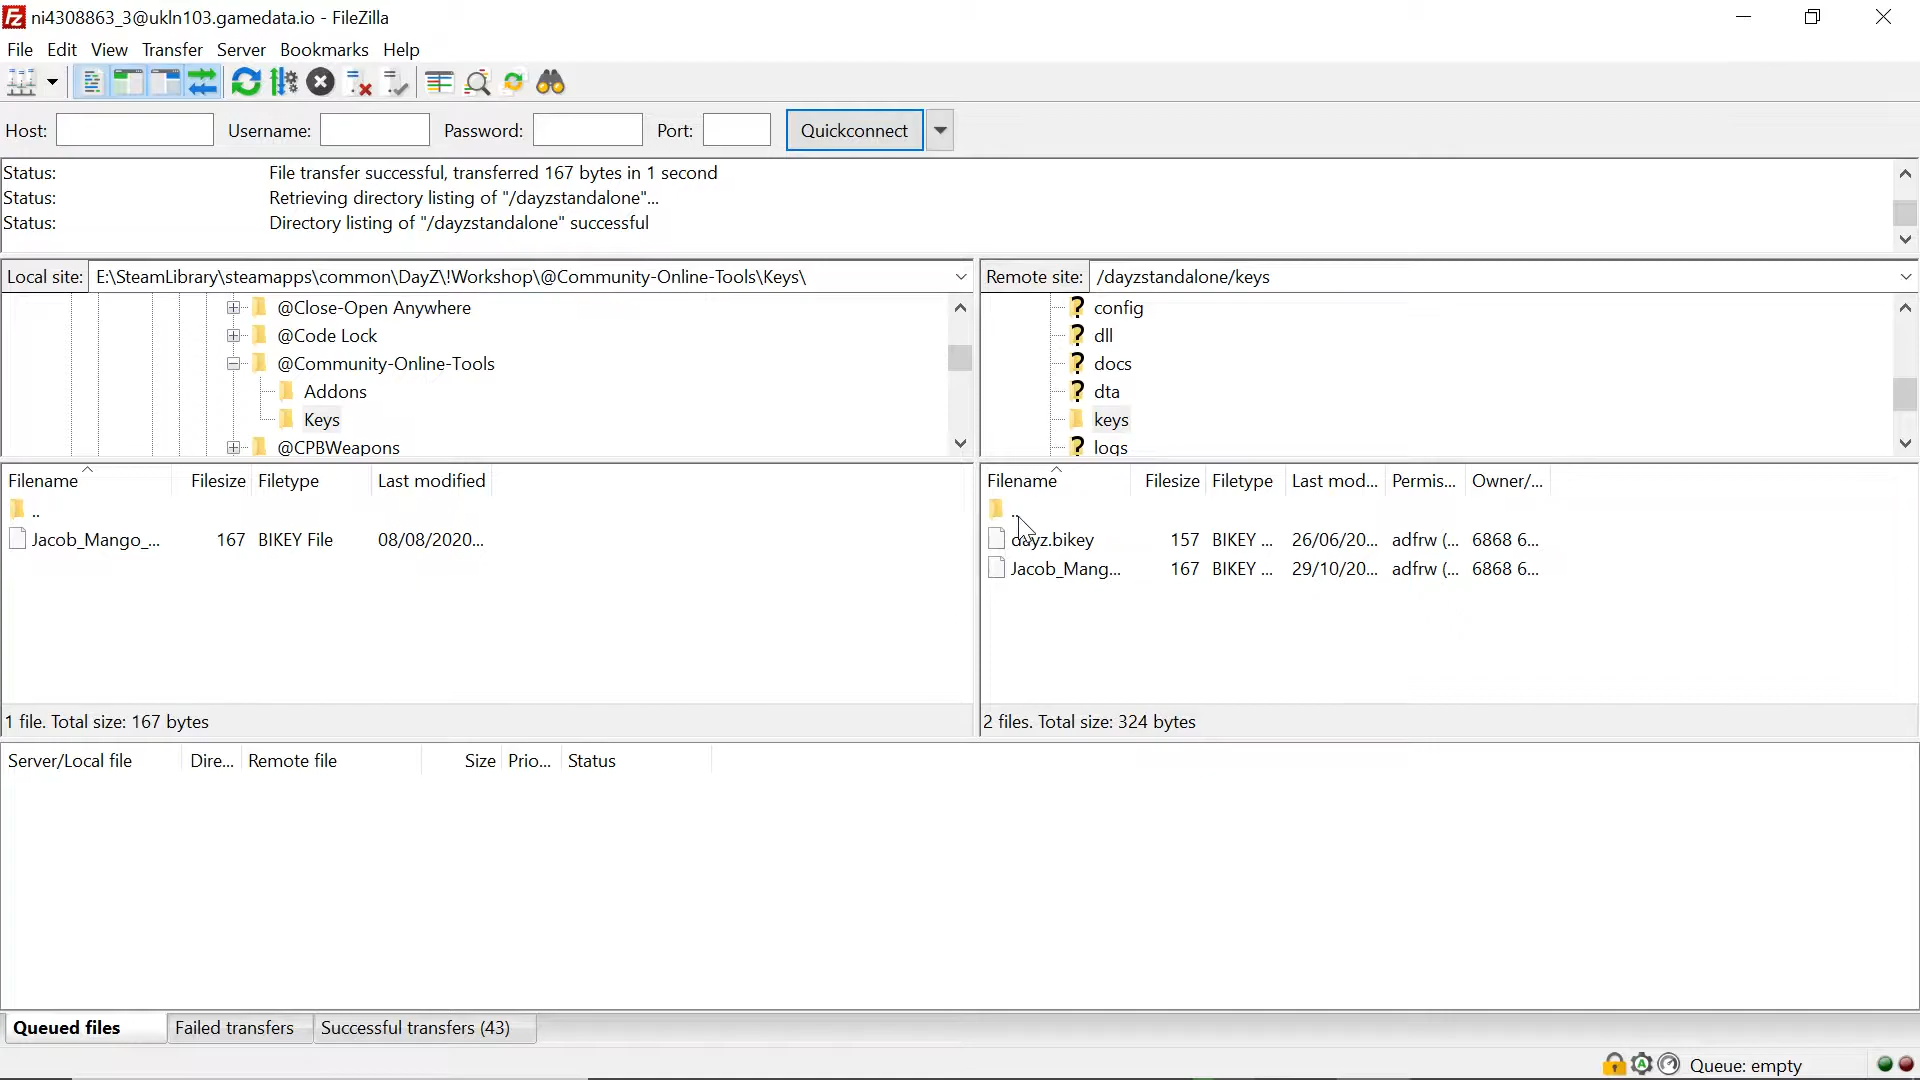 ni4308863_3@ukln103.gamedata.io - FileZilla
File Edit View Transfer Server Bookmarks Help
Host: Username: Password: Port: Quickconnect
Status: File transfer successful, transferred 167 bytes in 1 second
Status: Retrieving directory listing of "/dayzstandalone"...
Status: Directory listing of "/dayzstandalone" successful
Local site: E:\SteamLibrary\steamapps\common\DayZ\!Workshop\@Community-Online-Tools\Keys\
Remote site: /dayzstandalone/keys
@Close-Open Anywhere
@Code Lock
@Community-Online-Tools
Addons
Keys
@CPBWeapons
config
dll
docs
dta
keys
logs
Filename Filesize Filetype Last modified
..
Jacob_Mango_... 167 BIKEY File 08/08/2020...
1 file. Total size: 167 bytes
Filename Filesize Filetype Last mod... Permis... Owner/...
..
dayz.bikey 157 BIKEY ... 26/06/20... adfrw (... 6868 6...
Jacob_Mang... 167 BIKEY ... 29/10/20... adfrw (... 6868 6...
2 files. Total size: 324 bytes
Server/Local file Dire... Remote file Size Prio... Status
Queued files Failed transfers Successful transfers (43)
Queue: empty